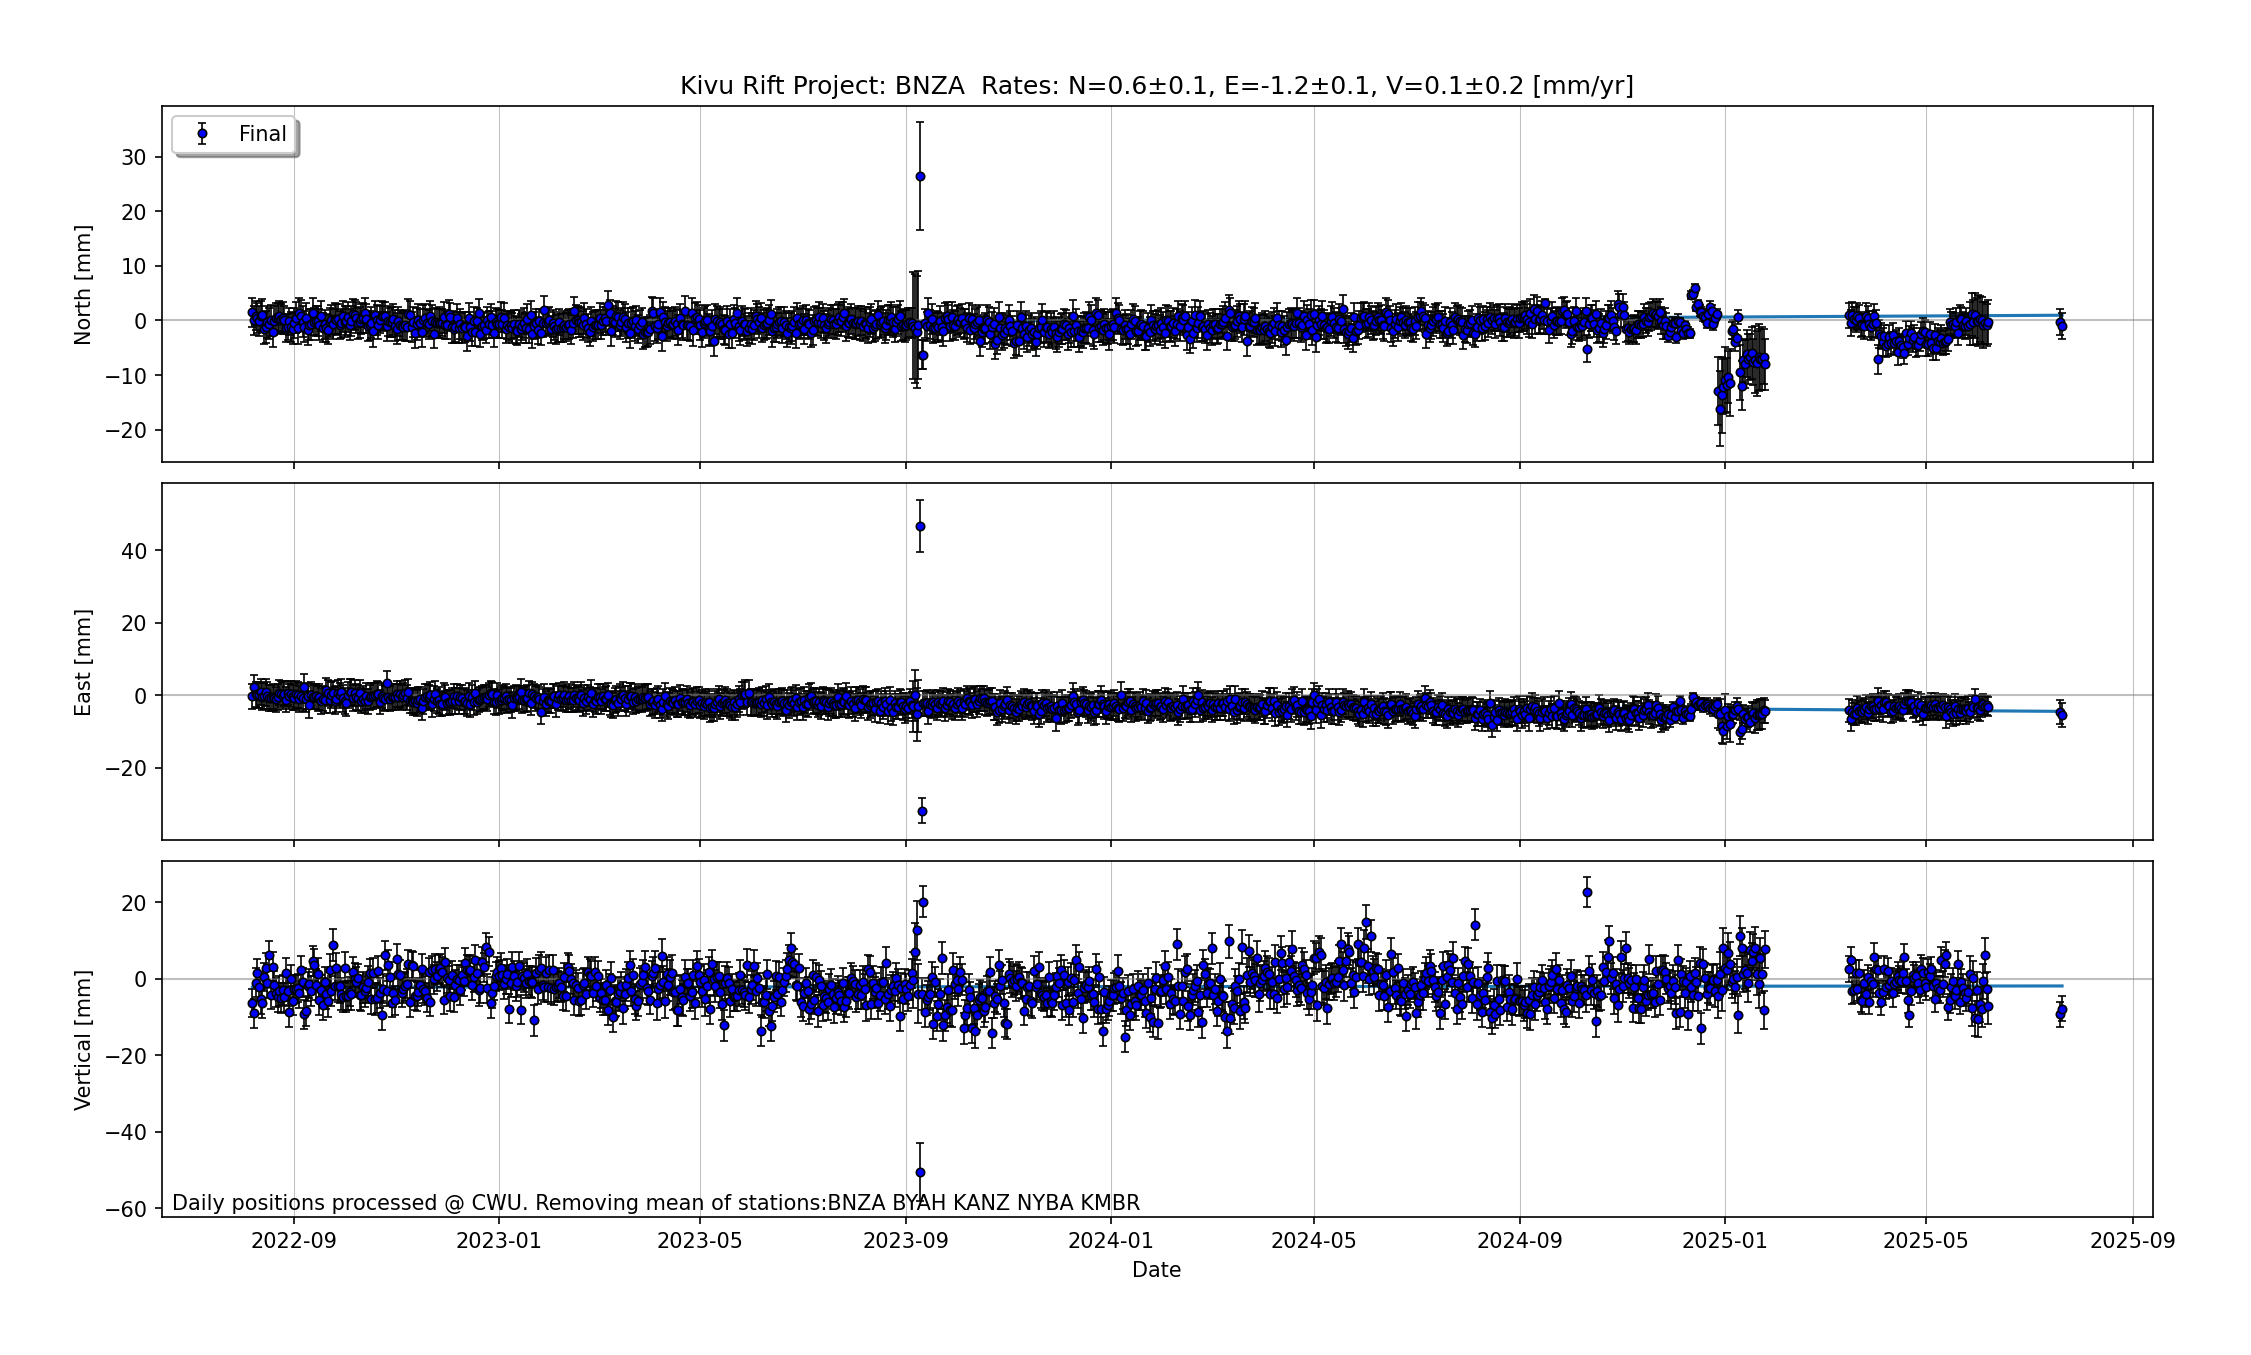 Kivu Rift Project: BNZA  Rates: N=0.6±0.1, E=-1.2±0.1, V=0.1±0.2 [mm/yr]
Final
30
20
10
0
−10
−20
North [mm]
40
20
0
−20
East [mm]
20
0
−20
−40
−60
Vertical [mm]
Daily positions processed @ CWU. Removing mean of stations:BNZA BYAH KANZ NYBA KMBR
2022-09 2023-01 2023-05 2023-09 2024-01 2024-05 2024-09 2025-01 2025-05 2025-09
Date